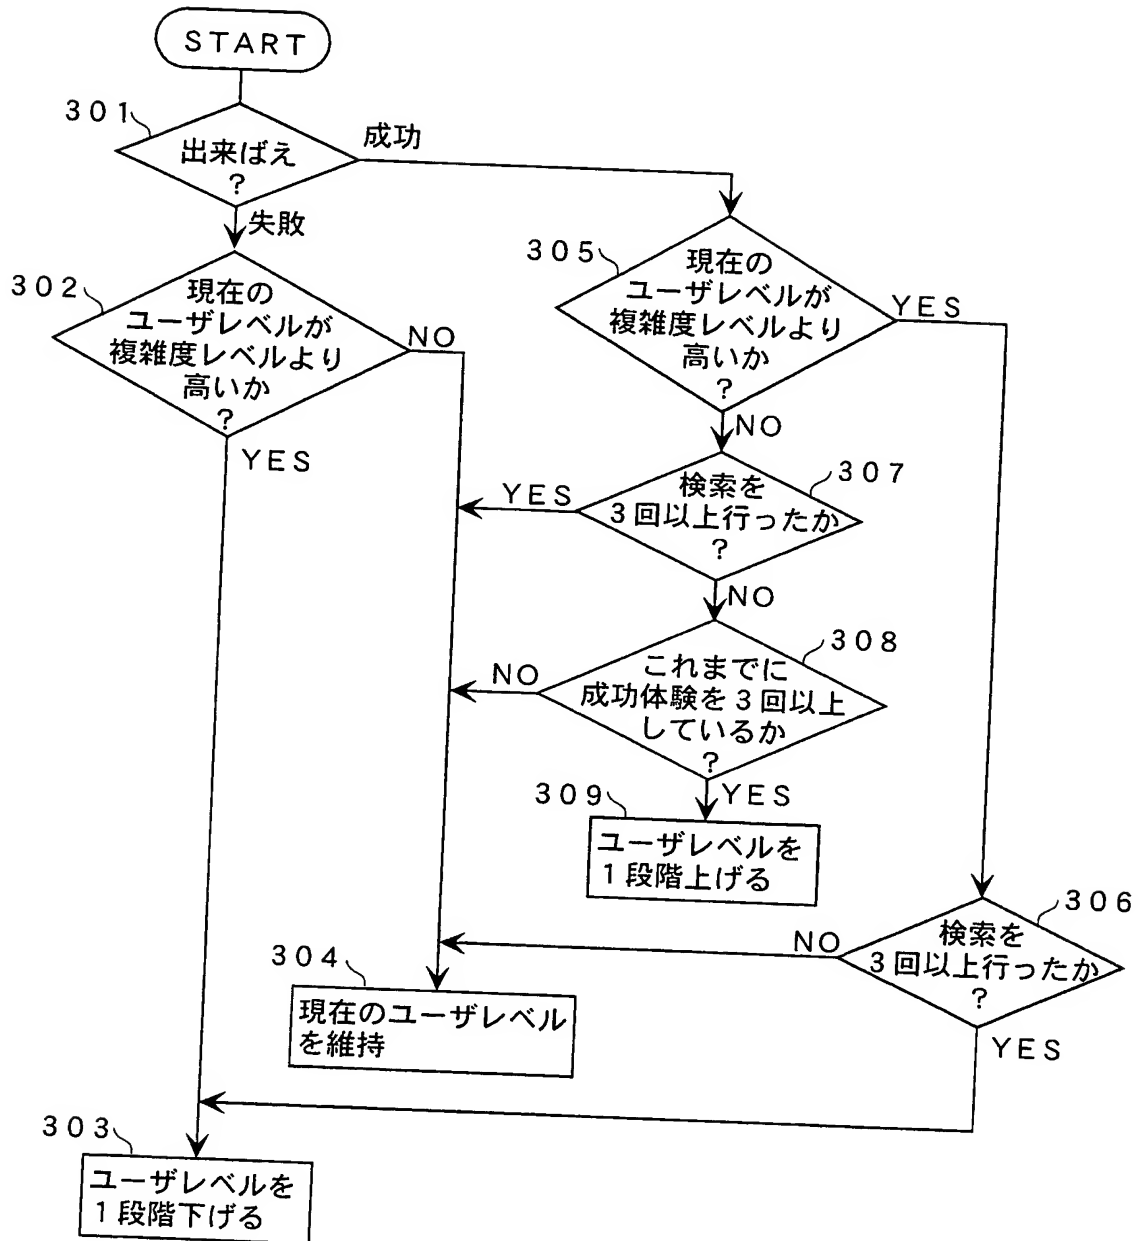 START
301
出来ばえ
?
成功
失敗
302
現在の
ユーザレベルが
複雑度レベルより
高いか
?
NO
YES
305
現在の
ユーザレベルが
複雑度レベルより
高いか
?
YES
NO
307
検索を
3回以上行ったか
?
YES
NO
308
これまでに
成功体験を3回以上
しているか
?
NO
YES
309
ユーザレベルを
1段階上げる
306
検索を
3回以上行ったか
?
NO
YES
304
現在のユーザレベル
を維持
303
ユーザレベルを
1段階下げる